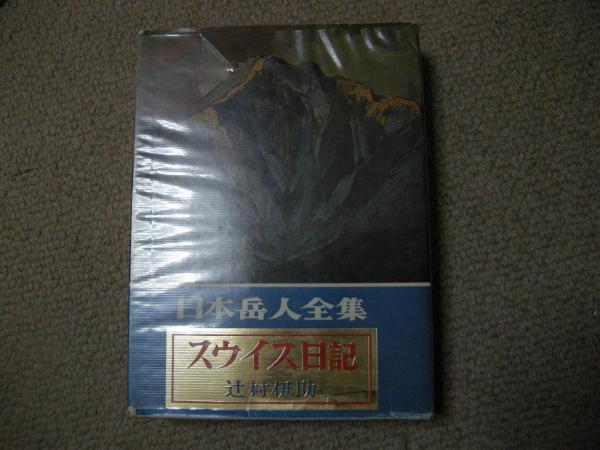 日本岳人全集
スウイス日記
辻村伊助